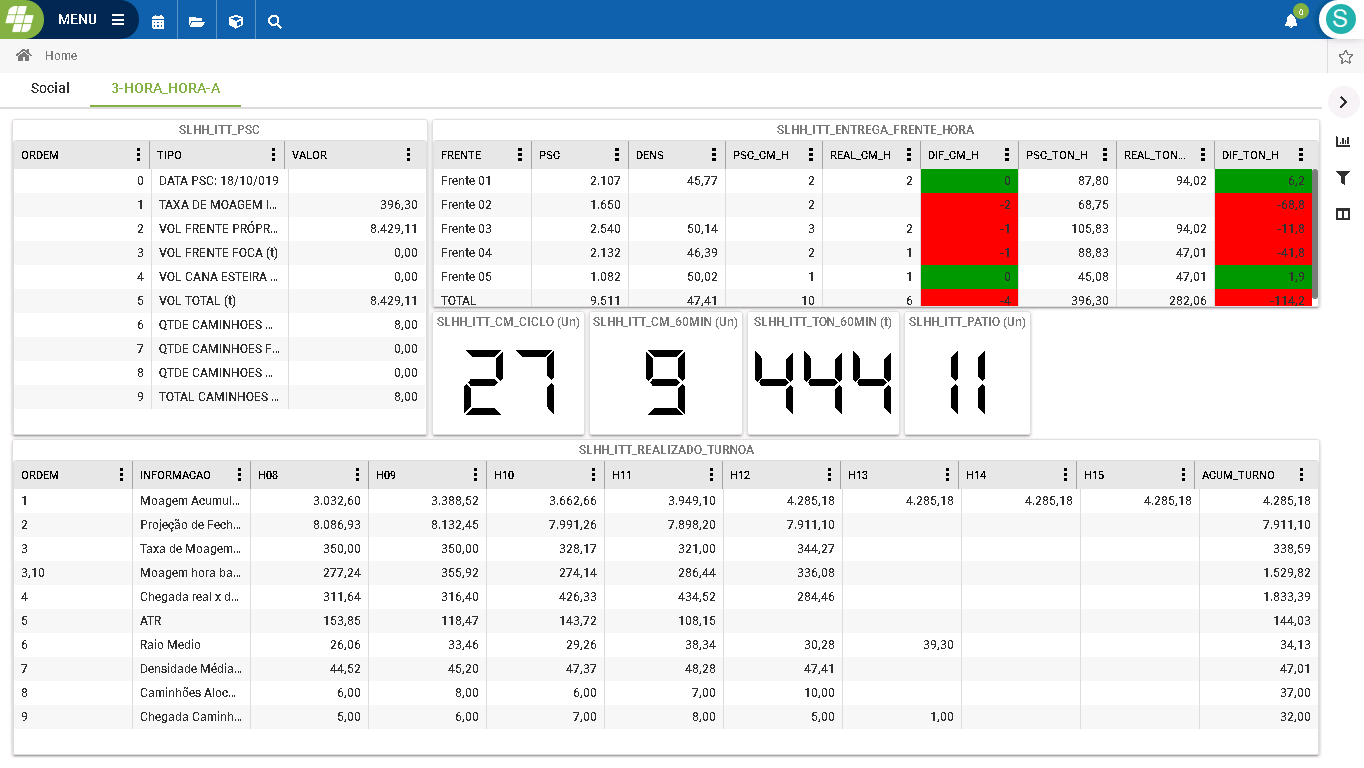 MENU
0
S
Home
Social 3-HORA_HORA-A
SLHH_ITT_PSC
ORDEM TIPO VALOR
0 DATA PSC: 18/10/019
1 TAXA DE MOAGEM I... 396,30
2 VOL FRENTE PRÓPR... 8.429,11
3 VOL FRENTE FOCA (t) 0,00
4 VOL CANA ESTEIRA ... 0,00
5 VOL TOTAL (t) 8.429,11
6 QTDE CAMINHOES ... 8,00
7 QTDE CAMINHOES F... 0,00
8 QTDE CAMINHOES ... 0,00
9 TOTAL CAMINHOES ... 8,00
SLHH_ITT_ENTREGA_FRENTE_HORA
FRENTE PSC DENS PSC_CM_H REAL_CM_H DIF_CM_H PSC_TON_H REAL_TON... DIF_TON_H
Frente 01 2.107 45,77 2 2 0 87,80 94,02 6,2
Frente 02 1.650 2 -2 68,75 -68,8
Frente 03 2.540 50,14 3 2 -1 105,83 94,02 -11,8
Frente 04 2.132 46,39 2 1 -1 88,83 47,01 -41,8
Frente 05 1.082 50,02 1 1 0 45,08 47,01 1,9
TOTAL 9.511 47,41 10 6 -4 396,30 282,06 -114,2
SLHH_ITT_CM_CICLO (Un) SLHH_ITT_CM_60MIN (Un) SLHH_ITT_TON_60MIN (t) SLHH_ITT_PATIO (Un)
27 9 444 11
SLHH_ITT_REALIZADO_TURNOA
ORDEM INFORMACAO H08 H09 H10 H11 H12 H13 H14 H15 ACUM_TURNO
1 Moagem Acumul... 3.032,60 3.388,52 3.662,66 3.949,10 4.285,18 4.285,18 4.285,18 4.285,18 4.285,18
2 Projeção de Fech... 8.086,93 8.132,45 7.991,26 7.898,20 7.911,10 7.911,10
3 Taxa de Moagem... 350,00 350,00 328,17 321,00 344,27 338,59
3,10 Moagem hora ba... 277,24 355,92 274,14 286,44 336,08 1.529,82
4 Chegada real x d... 311,64 316,40 426,33 434,52 284,46 1.833,39
5 ATR 153,85 118,47 143,72 108,15 144,03
6 Raio Medio 26,06 33,46 29,26 38,34 30,28 39,30 34,13
7 Densidade Média... 44,52 45,20 47,37 48,28 47,41 47,01
8 Caminhões Aloc... 6,00 8,00 6,00 7,00 10,00 37,00
9 Chegada Caminh... 5,00 6,00 7,00 8,00 5,00 1,00 32,00